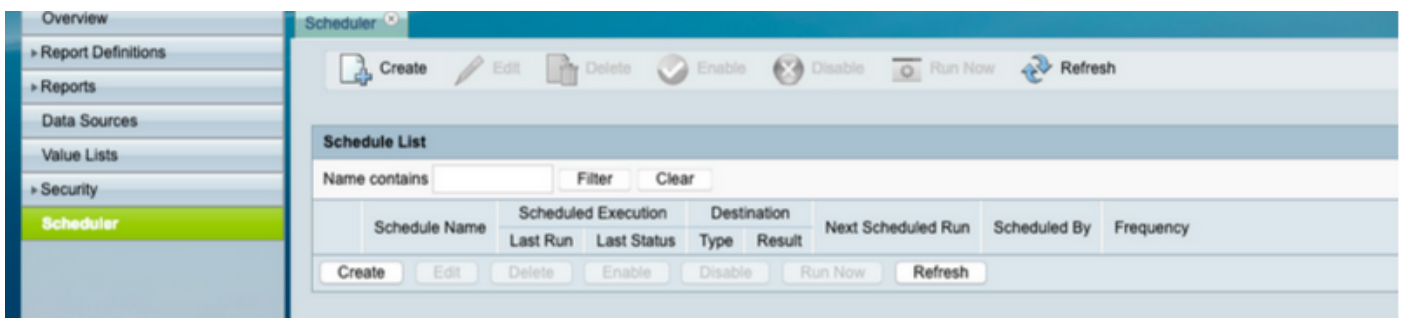 Overview
Scheduler
Report Definitions
Create Edit Delete Enable Disable Run Now Refresh
Reports
Data Sources
Schedule List
Value Lists
Name contains Filter Clear
Security
Scheduler
Schedule Name Scheduled Execution Destination Next Scheduled Run Scheduled By Frequency
Last Run Last Status Type Result
Create Edit Delete Enable Disable Run Now Refresh